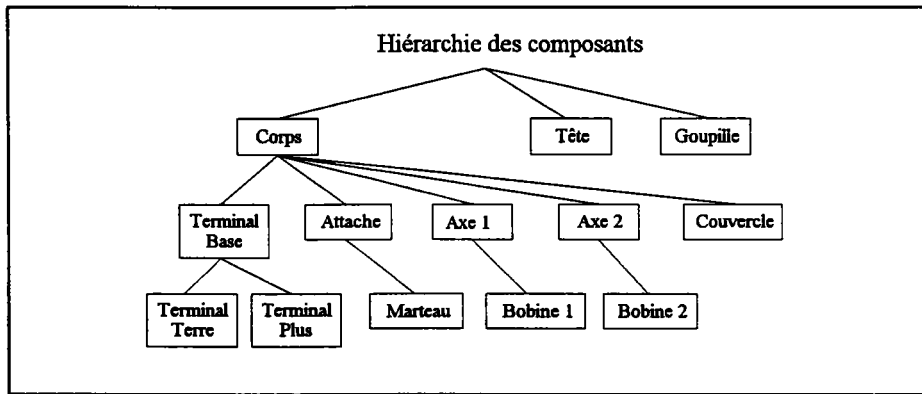 Hiérarchie des composants
Corps
Tête
Goupille
Terminal
Base
Attache
Axe 1
Axe 2
Couvercle
Terminal
Terre
Terminal
Plus
Marteau
Bobine 1
Bobine 2